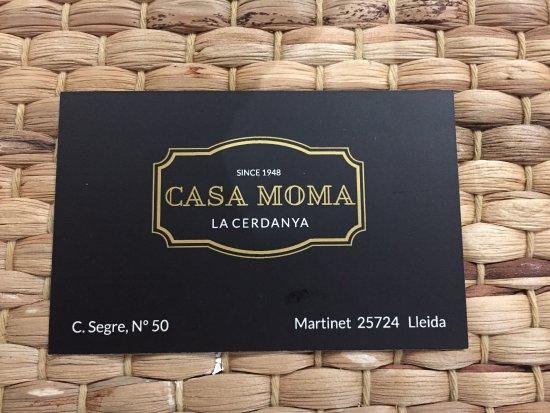 SINCE 1948
CASA MOMA
LA CERDANYA
C. Segre, Nº 50
Martinet 25724 Lleida